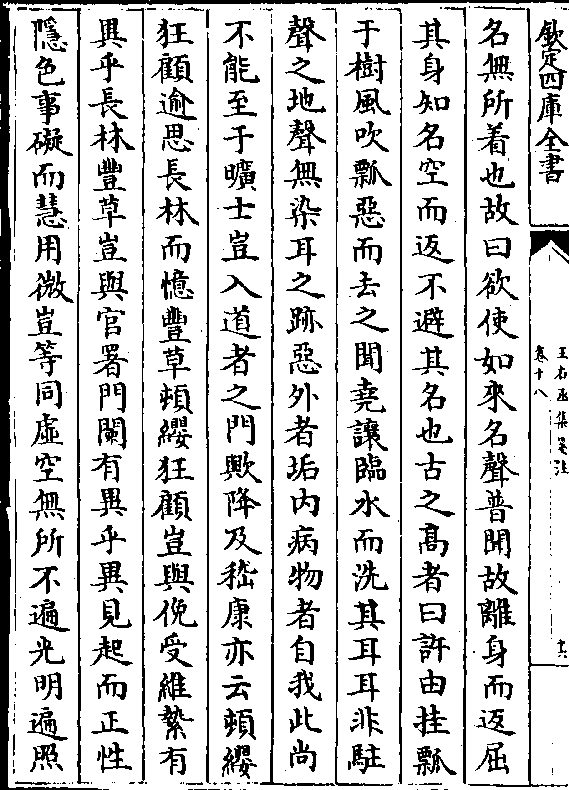 欽定四庫全書
王右丞集箋注
卷十八
名無所着也故曰欲使如來名聲普聞故離身而返屈
其身知名空而返不避其名也古之高者曰許由挂瓢
于樹風吹瓢惡而去之聞堯讓臨水而洗其耳耳非駐
聲之地聲無染耳之跡惡外者垢内病物者自我此尚
不能至于曠士豈入道者之門歟降及嵇康亦云頓纓
狂顧逾思長林而憶豐草頓纓狂顧豈與俛受維縶有
異乎長林豐草豈與官署門闌有異乎異見起而正性
隱色事礙而慧用微豈等同虛空無所不遍光明遍照